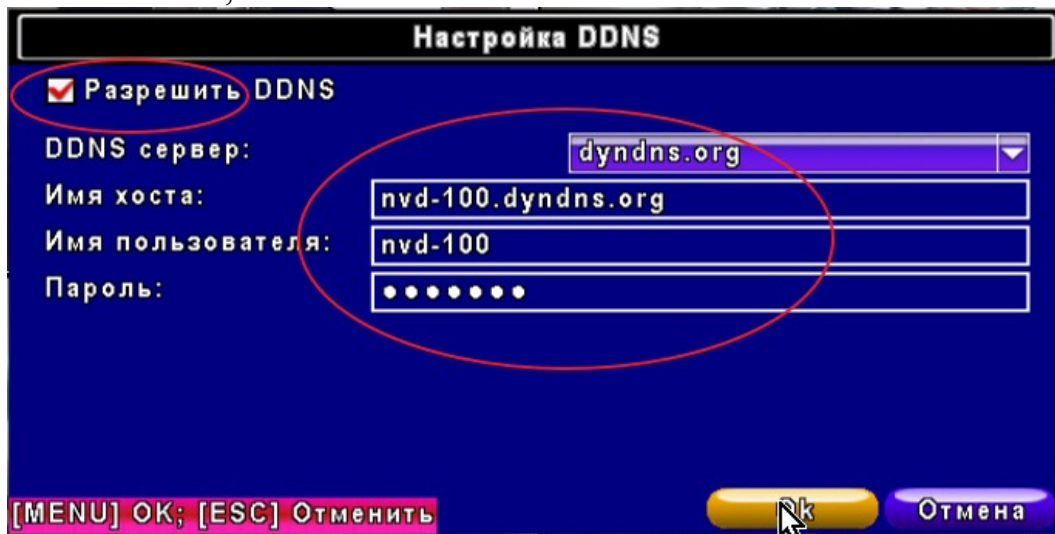 Настройка DDNS
Разрешить DDNS
DDNS сервер: dyndns.org
Имя хоста: nvd-100.dyndns.org
Имя пользователя: nvd-100
Пароль: ●●●●●●●
[MENU] OK; [ESC] Отменить Ok Отмена